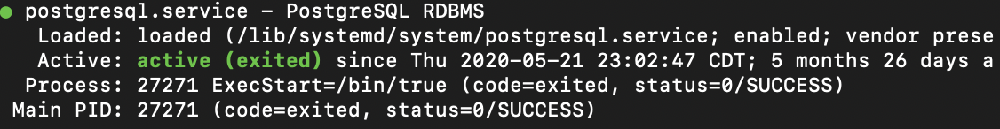 ● postgresql.service - PostgreSQL RDBMS
Loaded: loaded (/lib/systemd/system/postgresql.service; enabled; vendor prese
Active: active (exited) since Thu 2020-05-21 23:02:47 CDT; 5 months 26 days a
Process: 27271 ExecStart=/bin/true (code=exited, status=0/SUCCESS)
Main PID: 27271 (code=exited, status=0/SUCCESS)